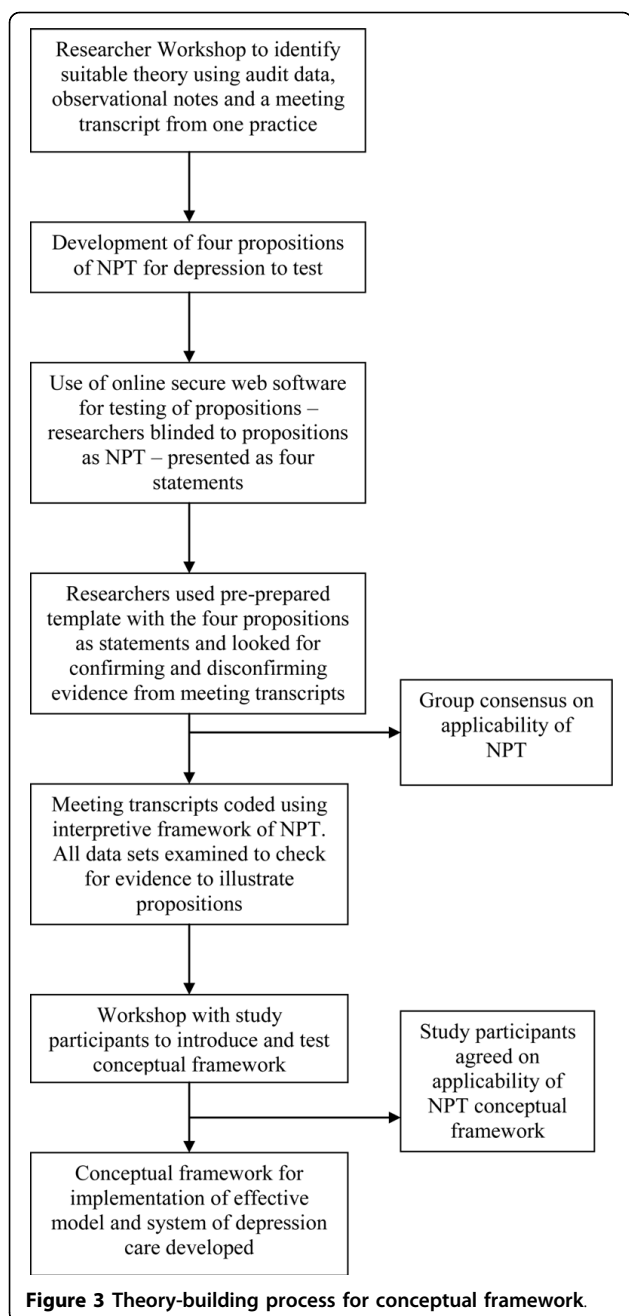 Researcher Workshop to identify
suitable theory using audit data,
observational notes and a meeting
transcript from one practice
Development of four propositions
of NPT for depression to test
Use of online secure web software
for testing of propositions –
researchers blinded to propositions
as NPT – presented as four
statements
Researchers used pre-prepared
template with the four propositions
as statements and looked for
confirming and disconfirming
evidence from meeting transcripts
Group consensus on
applicability of
NPT
Meeting transcripts coded using
interpretive framework of NPT.
All data sets examined to check
for evidence to illustrate
propositions
Workshop with study
participants to introduce and test
conceptual framework
Study participants
agreed on
applicability of
NPT conceptual
framework
Conceptual framework for
implementation of effective
model and system of depression
care developed
Figure 3 Theory-building process for conceptual framework.